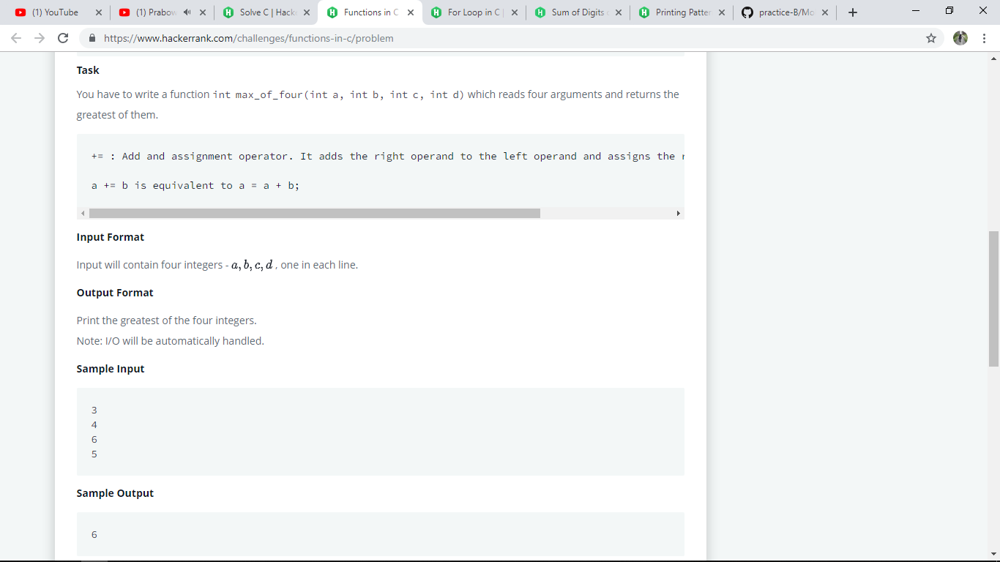 (1) YouTube
(1) Prabow
Solve C | Hack
Functions in C
For Loop in C |
Sum of Digits
Printing Patter
practice-B/Mo
https://www.hackerrank.com/challenges/functions-in-c/problem
Task
You have to write a function int max_of_four(int a, int b, int c, int d) which reads four arguments and returns the
greatest of them.
+= : Add and assignment operator. It adds the right operand to the left operand and assigns the r
a += b is equivalent to a = a + b;
Input Format
Input will contain four integers - a, b, c, d , one in each line.
Output Format
Print the greatest of the four integers.
Note: I/O will be automatically handled.
Sample Input
3
4
6
5
Sample Output
6